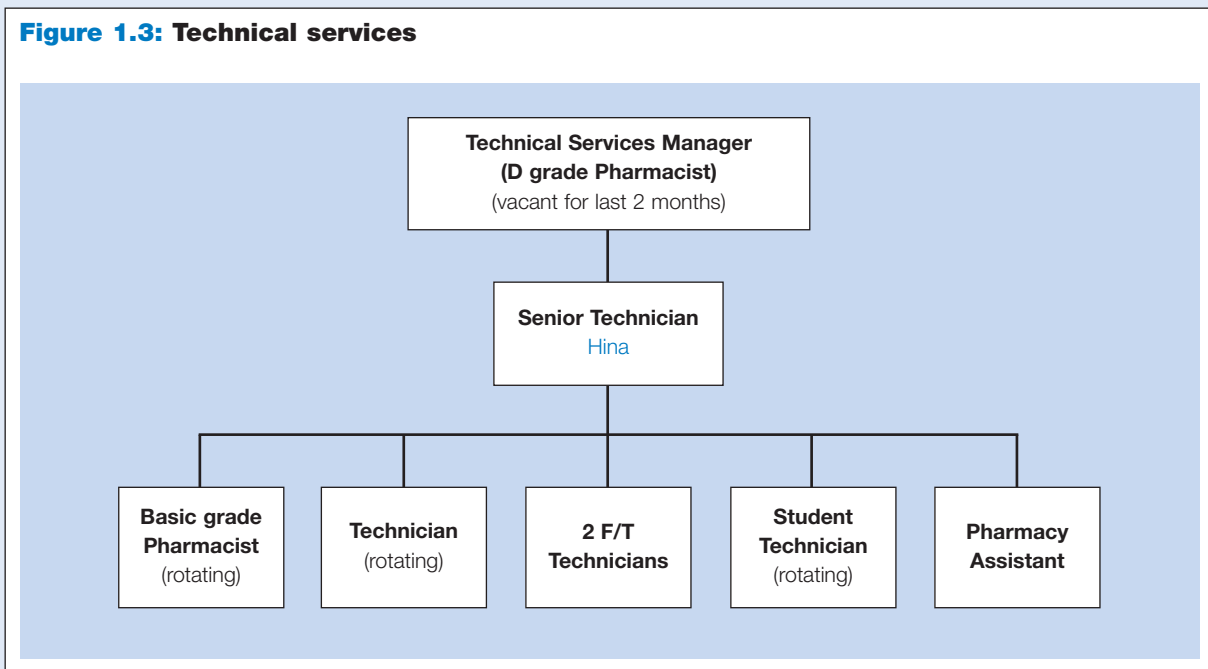 Figure 1.3: Technical services
Technical Services Manager
(D grade Pharmacist)
(vacant for last 2 months)
Senior Technician
Hina
Basic grade
Pharmacist
(rotating)
Technician
(rotating)
2 F/T
Technicians
Student
Technician
(rotating)
Pharmacy
Assistant